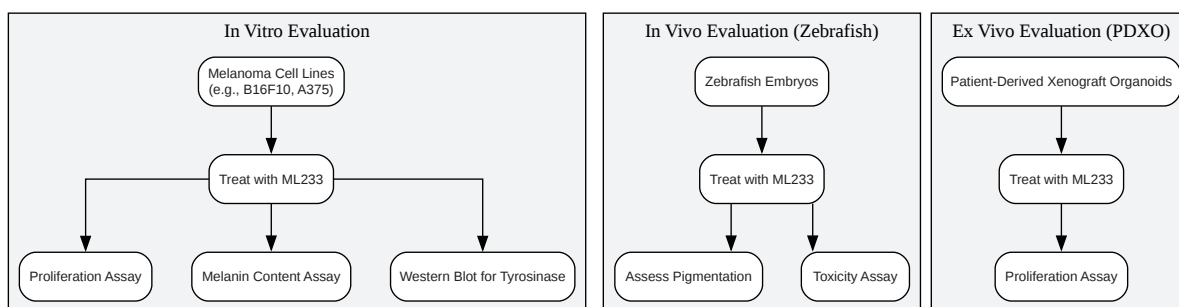 In Vitro Evaluation
Melanoma Cell Lines
(e.g., B16F10, A375)
Treat with ML233
Proliferation Assay
Melanin Content Assay
Western Blot for Tyrosinase
In Vivo Evaluation (Zebrafish)
Zebrafish Embryos
Treat with ML233
Assess Pigmentation
Toxicity Assay
Ex Vivo Evaluation (PDXO)
Patient-Derived Xenograft Organoids
Treat with ML233
Proliferation Assay